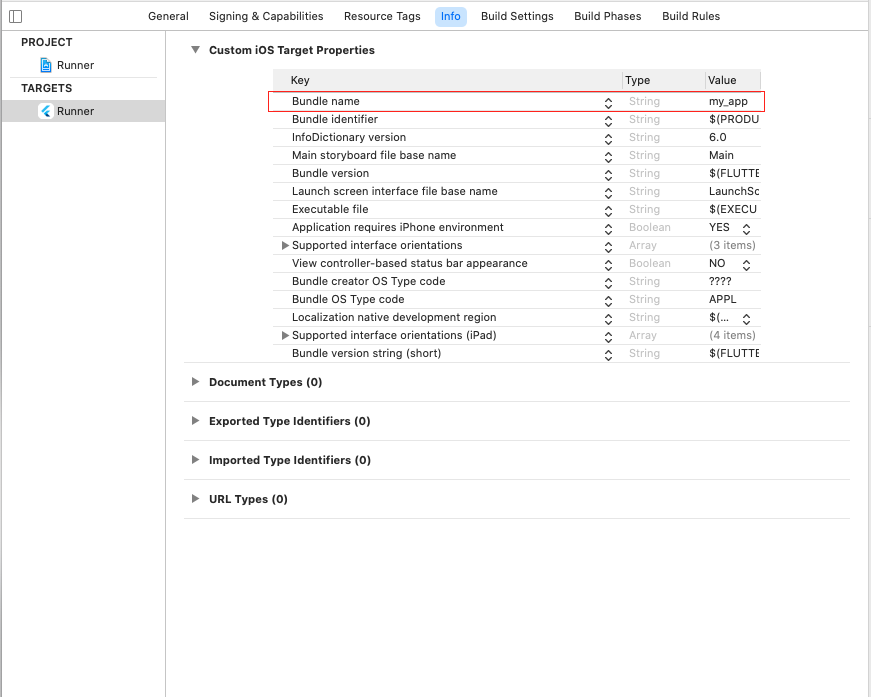 General Signing & Capabilities Resource Tags Info Build Settings Build Phases Build Rules
PROJECT
Runner
TARGETS
Runner
Custom iOS Target Properties
Key Type Value
Bundle name String my_app
Bundle identifier String $(PRODU
InfoDictionary version String 6.0
Main storyboard file base name String Main
Bundle version String $(FLUTTE
Launch screen interface file base name String LaunchSc
Executable file String $(EXECU
Application requires iPhone environment Boolean YES
Supported interface orientations Array (3 items)
View controller-based status bar appearance Boolean NO
Bundle creator OS Type code String ????
Bundle OS Type code String APPL
Localization native development region String $(...
Supported interface orientations (iPad) Array (4 items)
Bundle version string (short) String $(FLUTTE
Document Types (0)
Exported Type Identifiers (0)
Imported Type Identifiers (0)
URL Types (0)